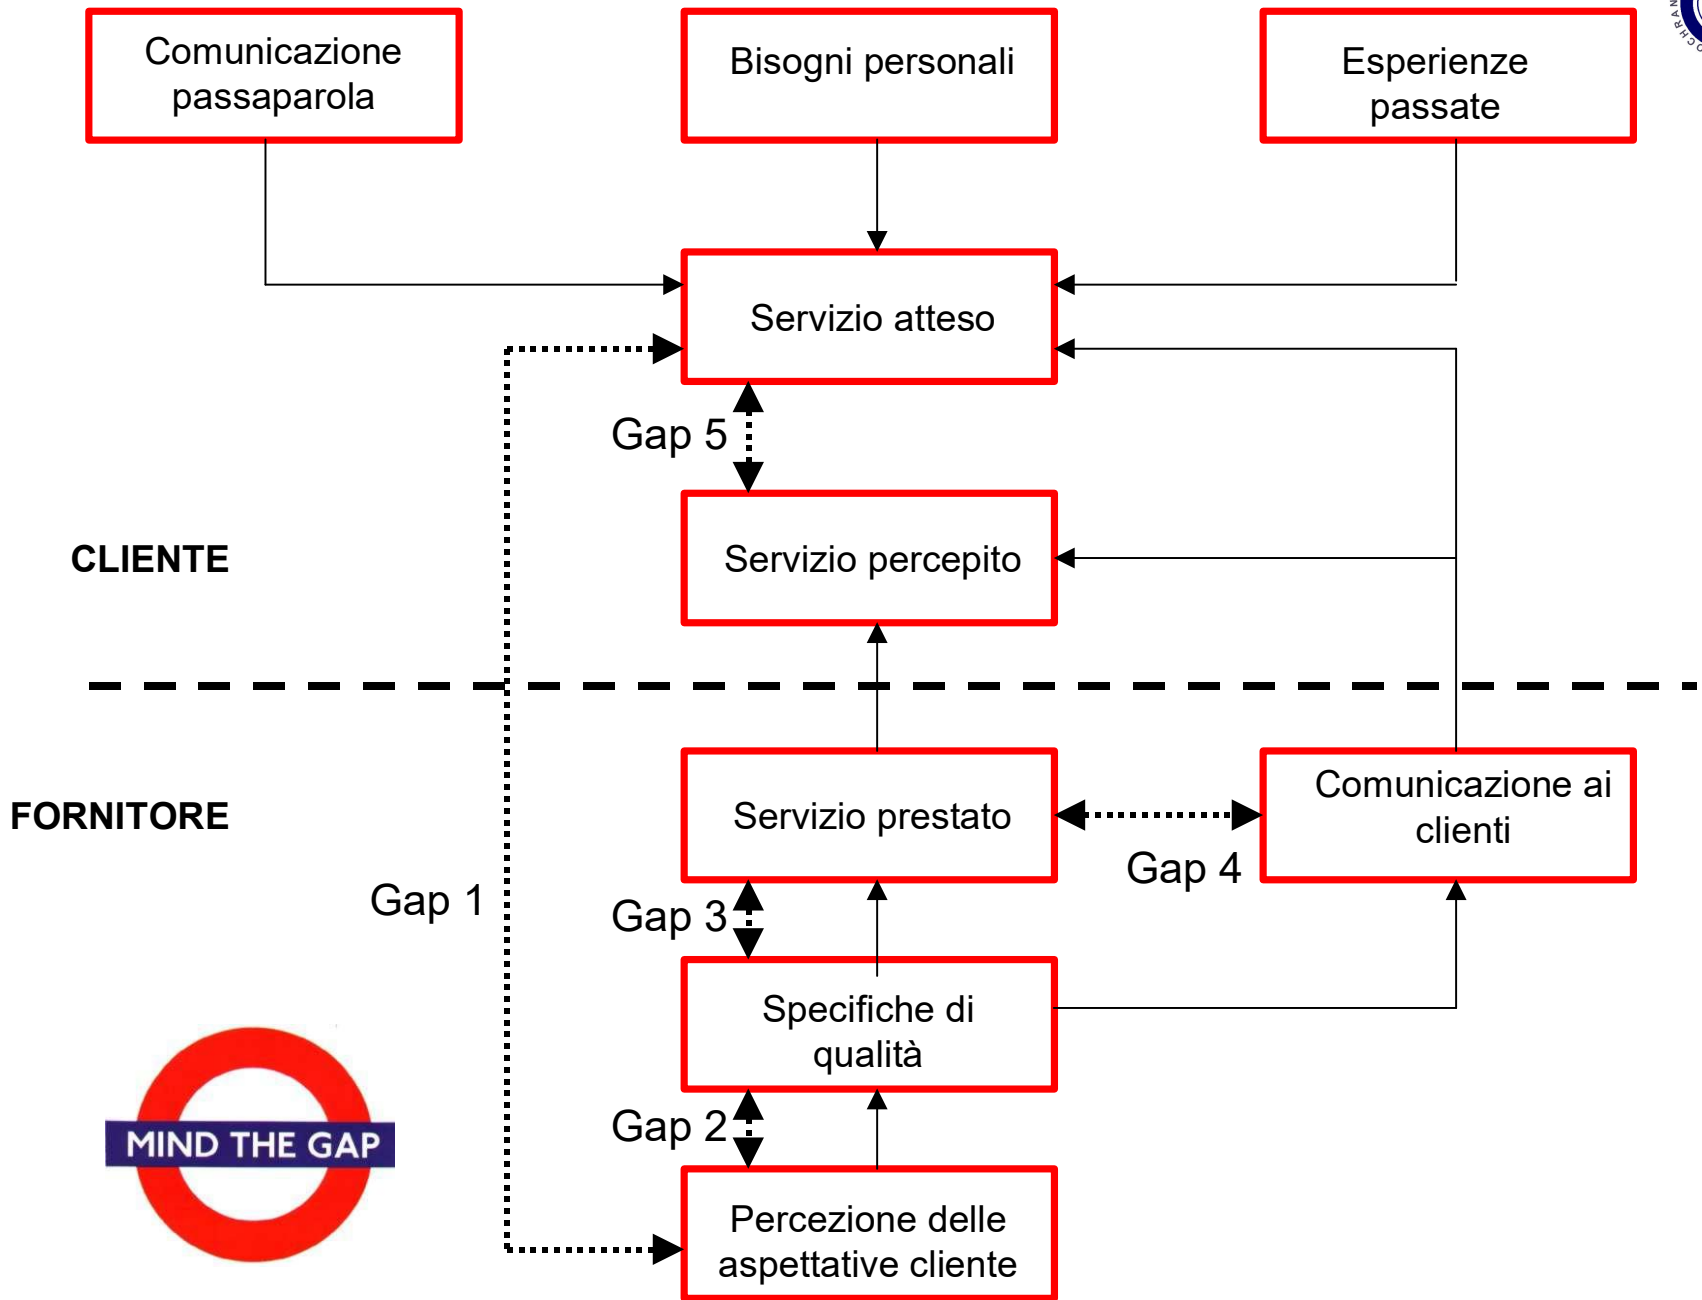 Comunicazione
passaparola
Bisogni personali
Esperienze
passate
Servizio atteso
Gap 5
Servizio percepito
CLIENTE
FORNITORE
Servizio prestato
Comunicazione ai
clienti
Gap 4
Gap 1
Gap 3
Specifiche di
qualità
MIND THE GAP
Gap 2
Percezione delle
aspettative cliente